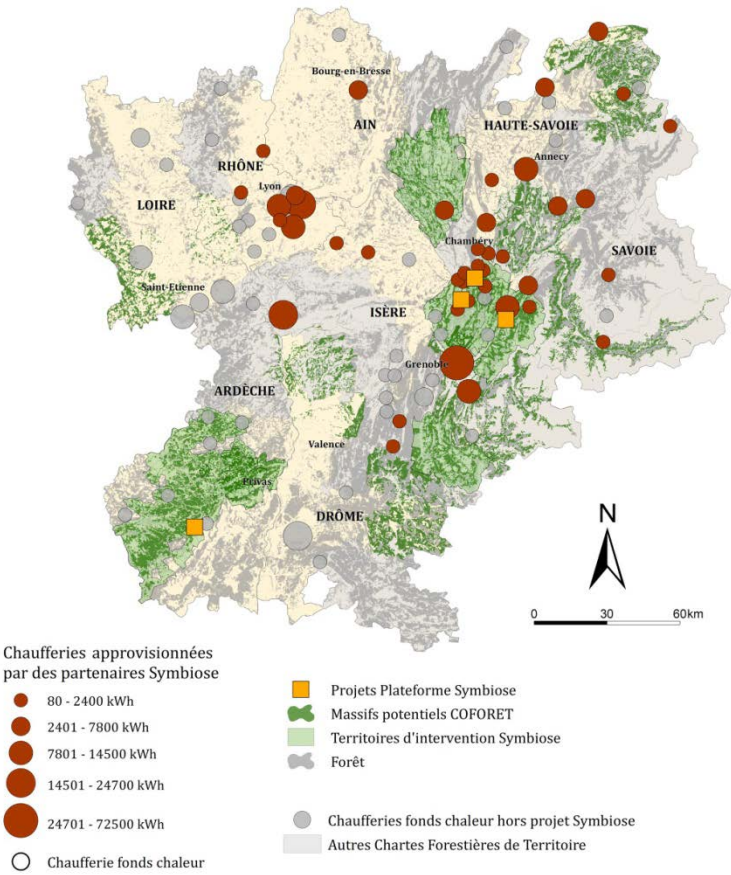 Bourg-en-Bresse
AIN
HAUTE-SAVOIE
Annecy
RHÔNE
Lyon
LOIRE
Chambéry
SAVOIE
Saint-Etienne
ISÈRE
Grenoble
ARDÈCHE
Valence
Privas
DRÔME
N
0 30 60km
Chaufferies approvisionnées
par des partenaires Symbiose
80 - 2400 kWh
2401 - 7800 kWh
7801 - 14500 kWh
14501 - 24700 kWh
24701 - 72500 kWh
Chaufferie fonds chaleur
Projets Plateforme Symbiose
Massifs potentiels COFORET
Territoires d'intervention Symbiose
Forêt
Chaufferies fonds chaleur hors projet Symbiose
Autres Chartes Forestières de Territoire